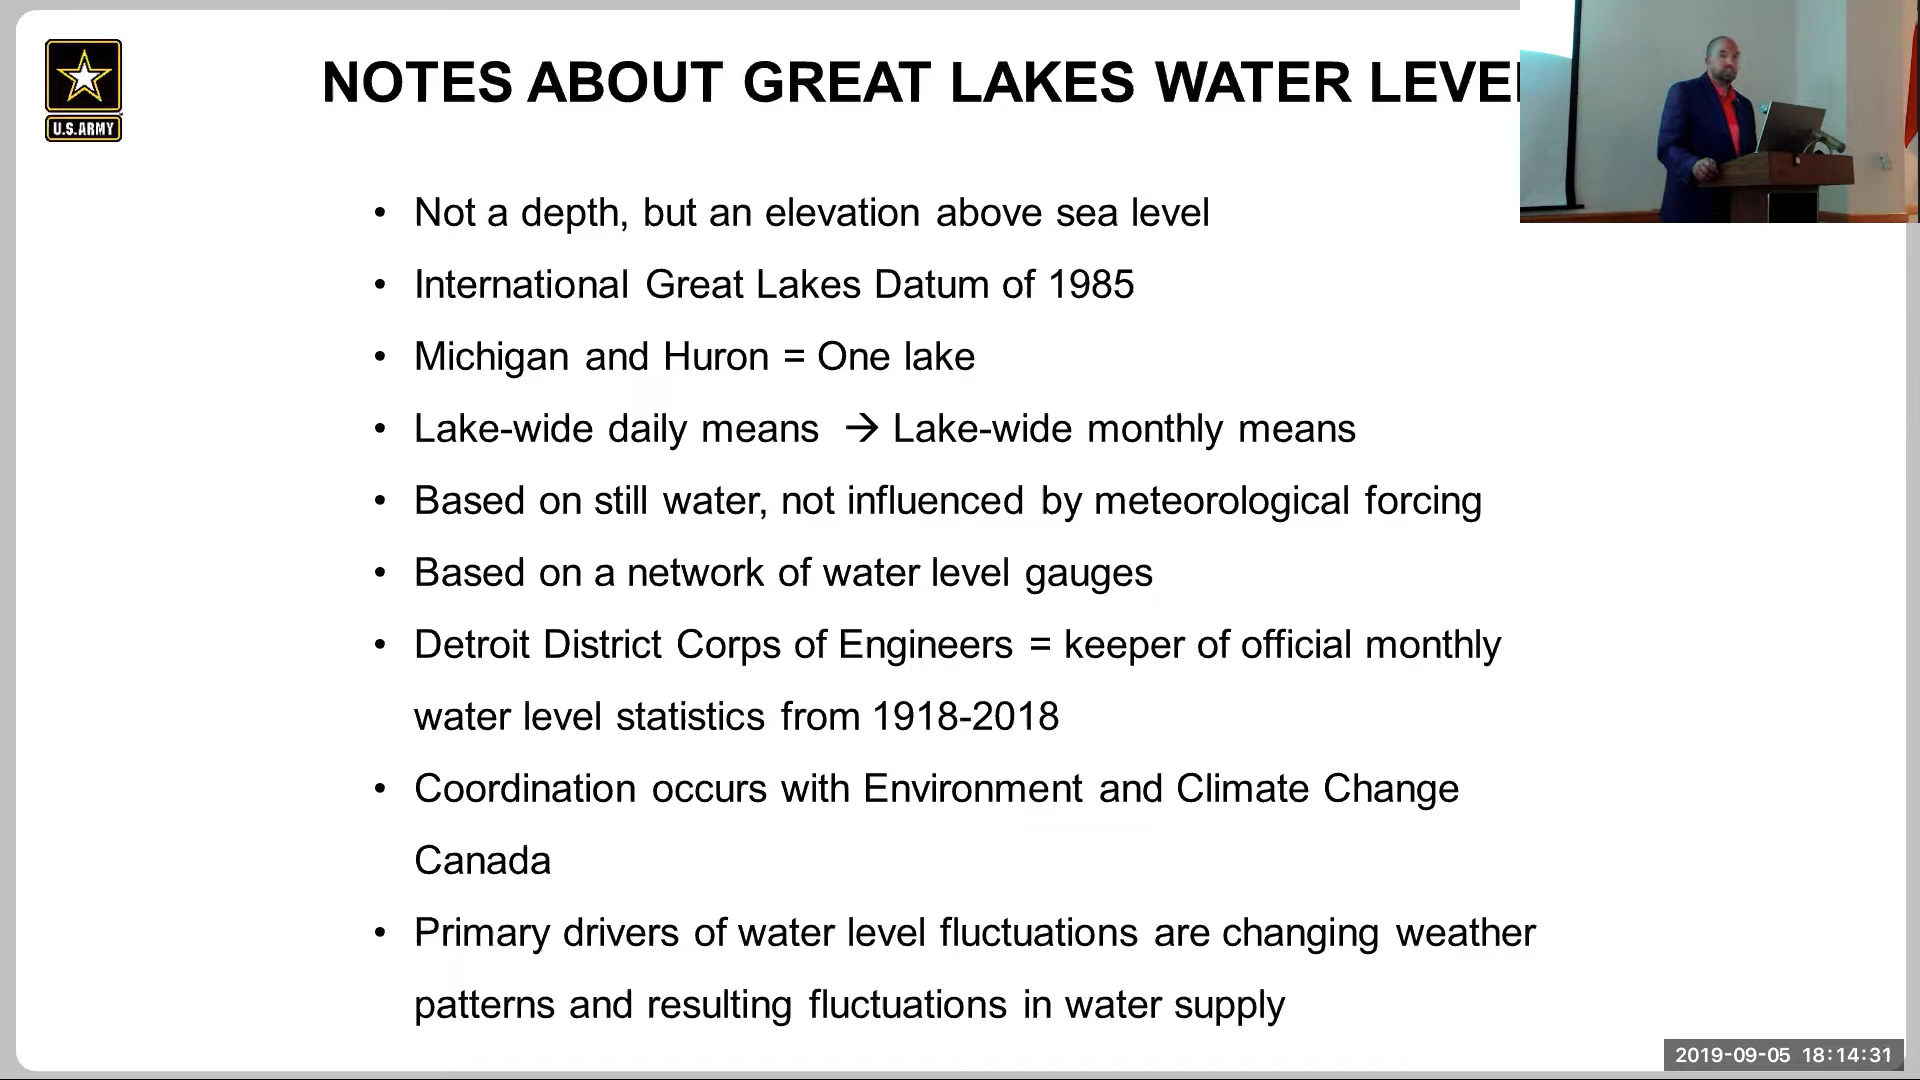 NOTES ABOUT GREAT LAKES WATER LEVE
U.S.ARMY
• Not a depth, but an elevation above sea level
• International Great Lakes Datum of 1985
• Michigan and Huron = One lake
• Lake-wide daily means → Lake-wide monthly means
• Based on still water, not influenced by meteorological forcing
• Based on a network of water level gauges
• Detroit District Corps of Engineers = keeper of official monthly
water level statistics from 1918-2018
• Coordination occurs with Environment and Climate Change
Canada
• Primary drivers of water level fluctuations are changing weather
patterns and resulting fluctuations in water supply
2019-09-05 18:14:31